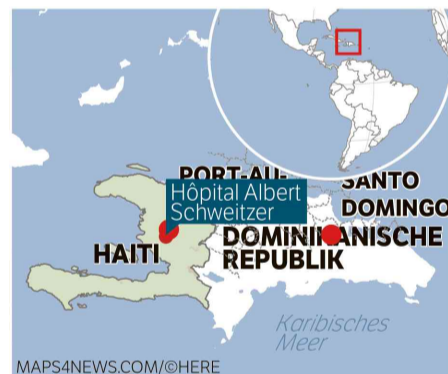 PORT-AU-
Hôpital Albert
Schweitzer
SANTO
DOMINGO
HAITI
DOMINIKANISCHE
REPUBLIK
Karibisches
Meer
MAPS4NEWS.COM/©HERE